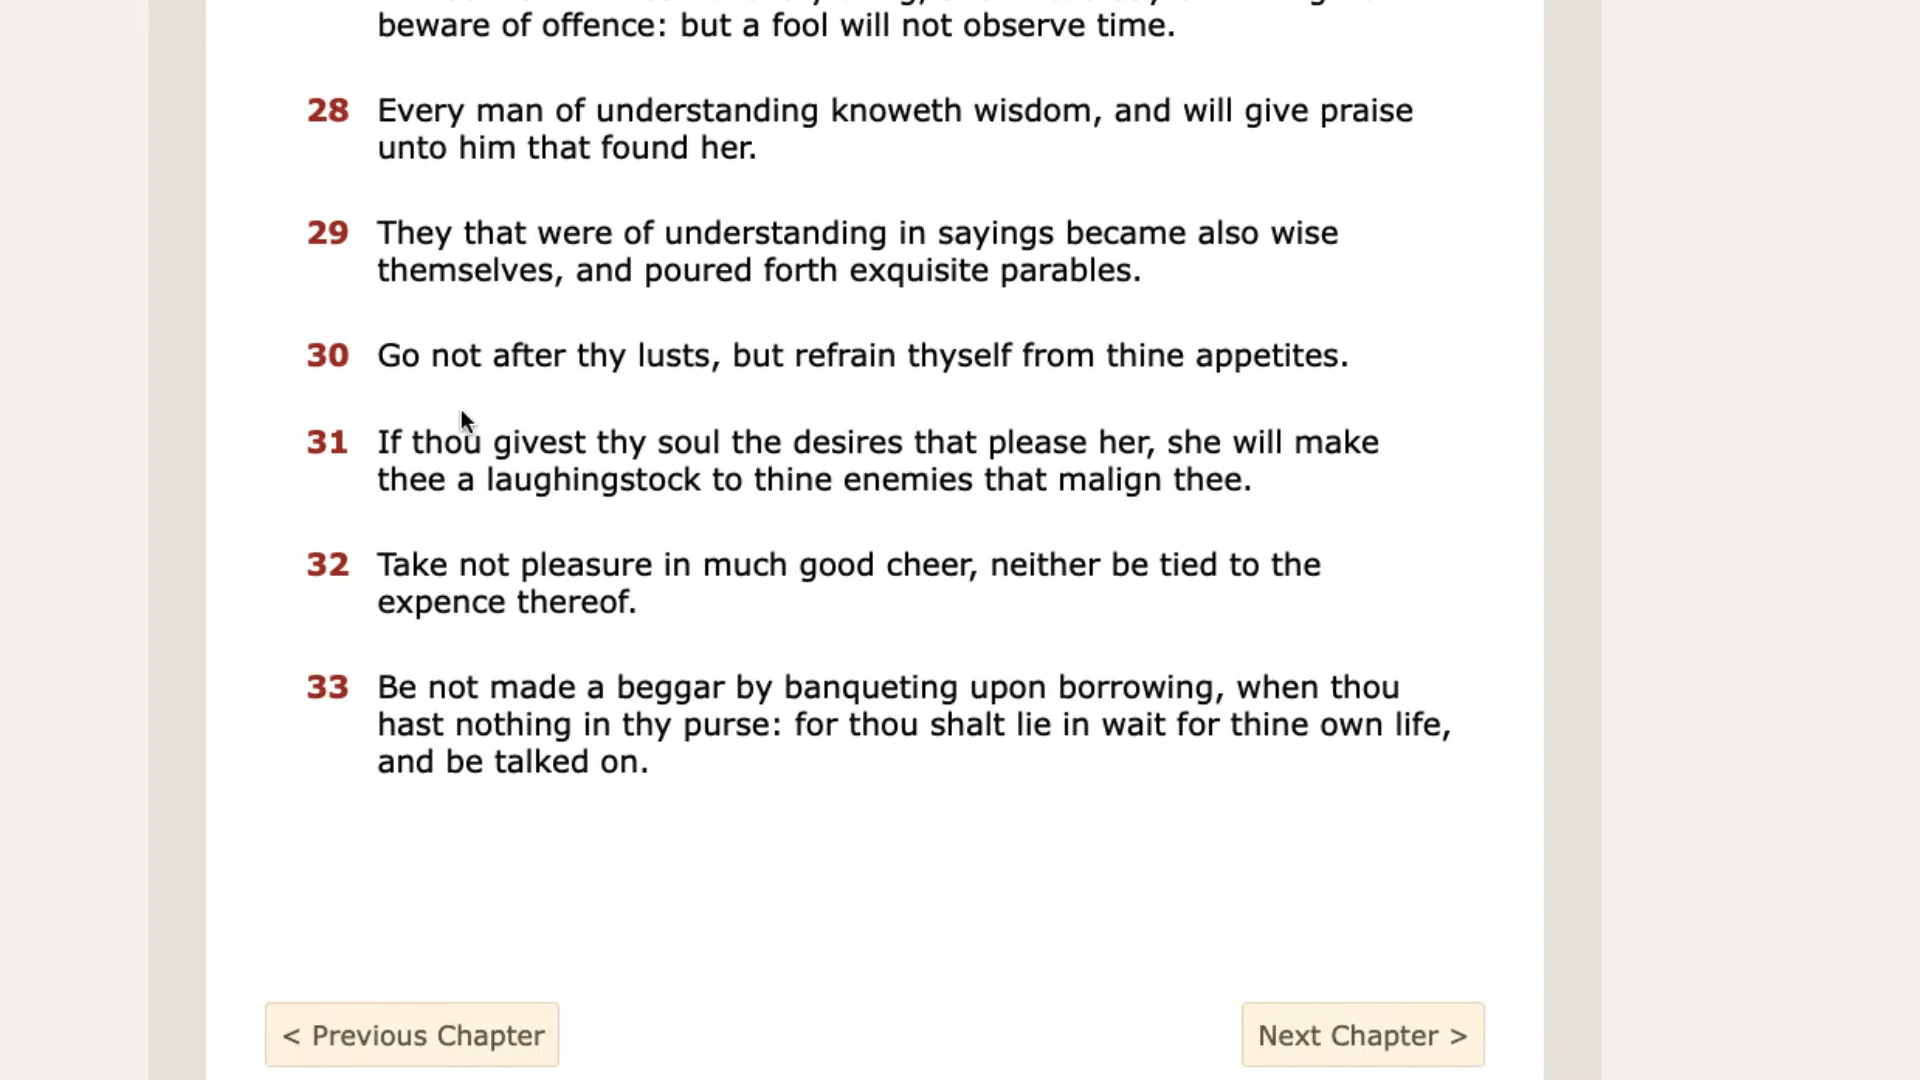 beware of offence: but a fool will not observe time.
28 Every man of understanding knoweth wisdom, and will give praise
unto him that found her.
29 They that were of understanding in sayings became also wise
themselves, and poured forth exquisite parables.
30 Go not after thy lusts, but refrain thyself from thine appetites.
31 If thou givest thy soul the desires that please her, she will make
thee a laughingstock to thine enemies that malign thee.
32 Take not pleasure in much good cheer, neither be tied to the
expence thereof.
33 Be not made a beggar by banqueting upon borrowing, when thou
hast nothing in thy purse: for thou shalt lie in wait for thine own life,
and be talked on.
< Previous Chapter
Next Chapter >